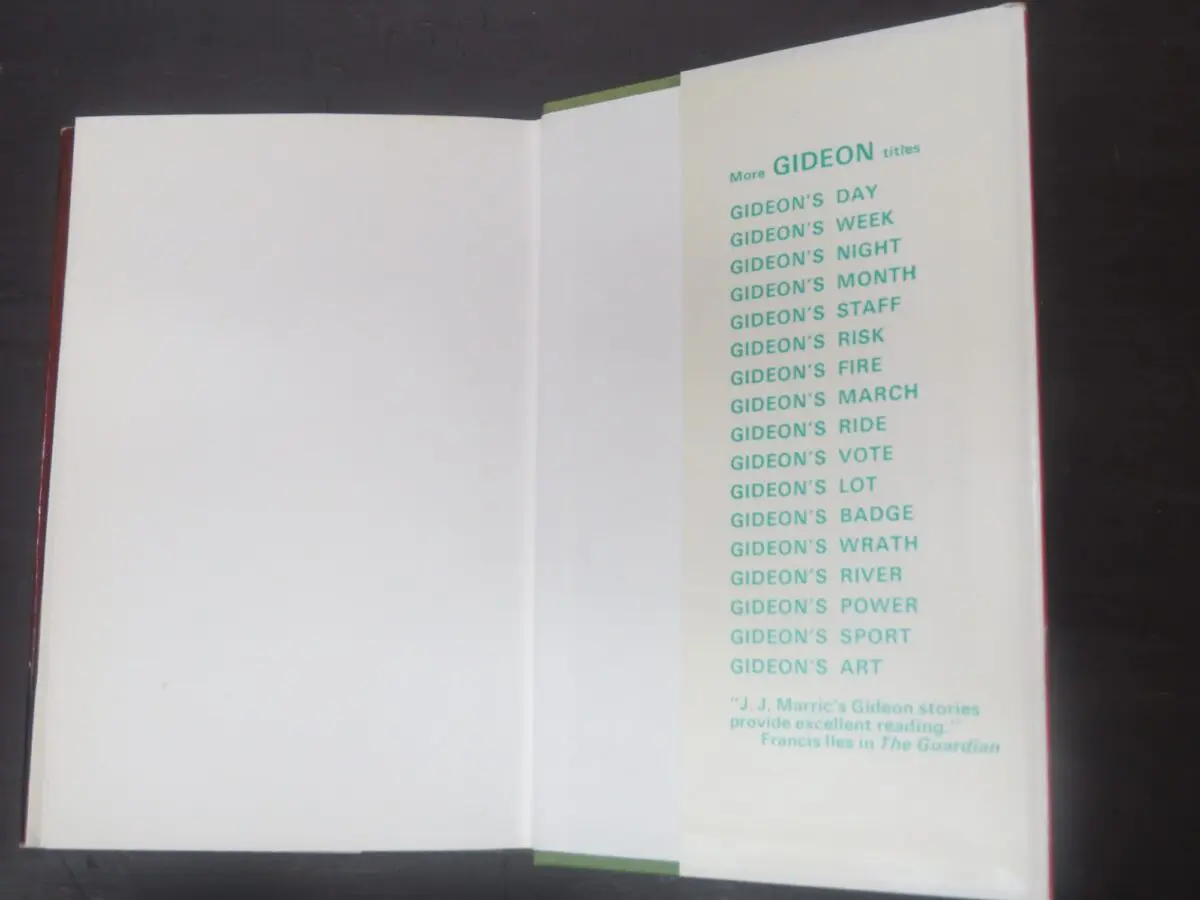 More GIDEON titles
GIDEON'S DAY
GIDEON'S WEEK
GIDEON'S NIGHT
GIDEON'S MONTH
GIDEON'S STAFF
GIDEON'S RISK
GIDEON'S FIRE
GIDEON'S MARCH
GIDEON'S RIDE
GIDEON'S VOTE
GIDEON'S LOT
GIDEON'S BADGE
GIDEON'S WRATH
GIDEON'S RIVER
GIDEON'S POWER
GIDEON'S SPORT
GIDEON'S ART
"J. J. Marric's Gideon stories
provide excellent reading."
Francis Iles in The Guardian